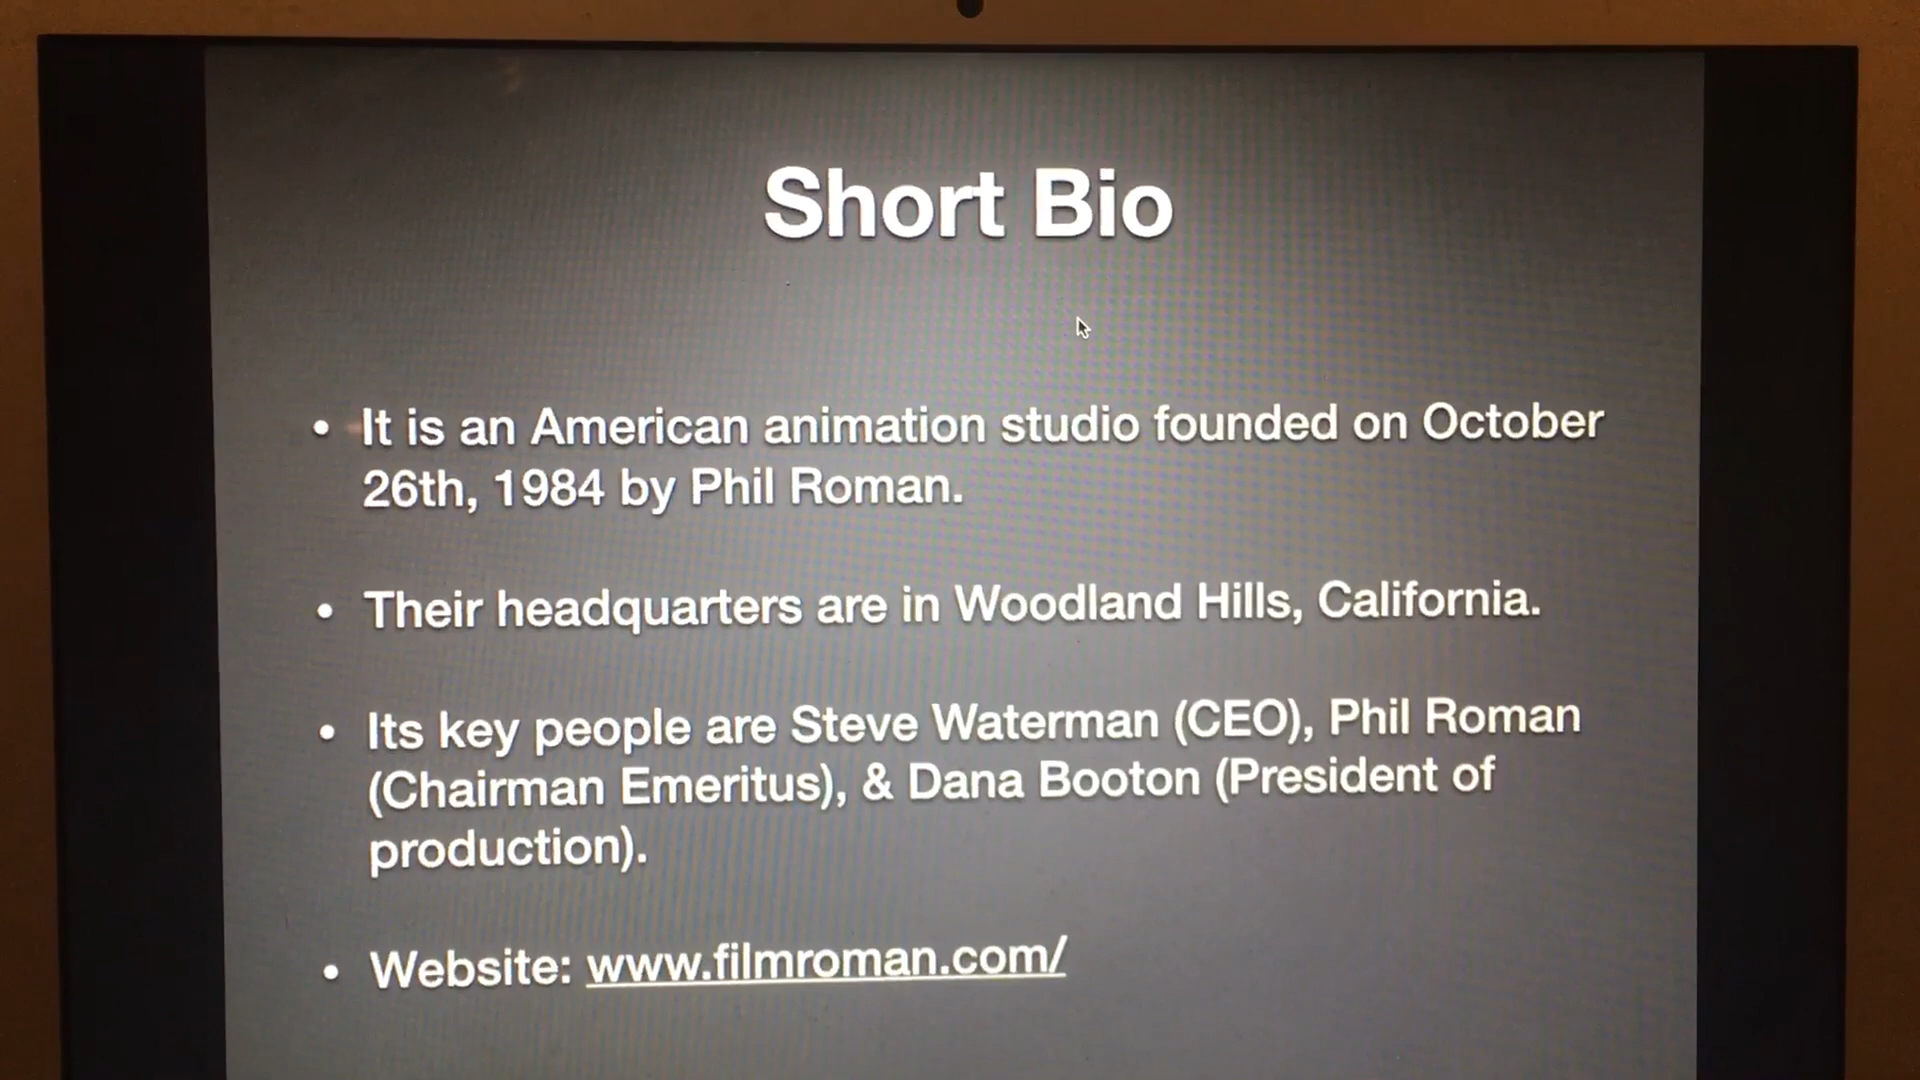 Short Bio
• It is an American animation studio founded on October
26th, 1984 by Phil Roman.
• Their headquarters are in Woodland Hills, California.
• Its key people are Steve Waterman (CEO), Phil Roman
(Chairman Emeritus), & Dana Booton (President of
production).
• Website: www.filmroman.com/